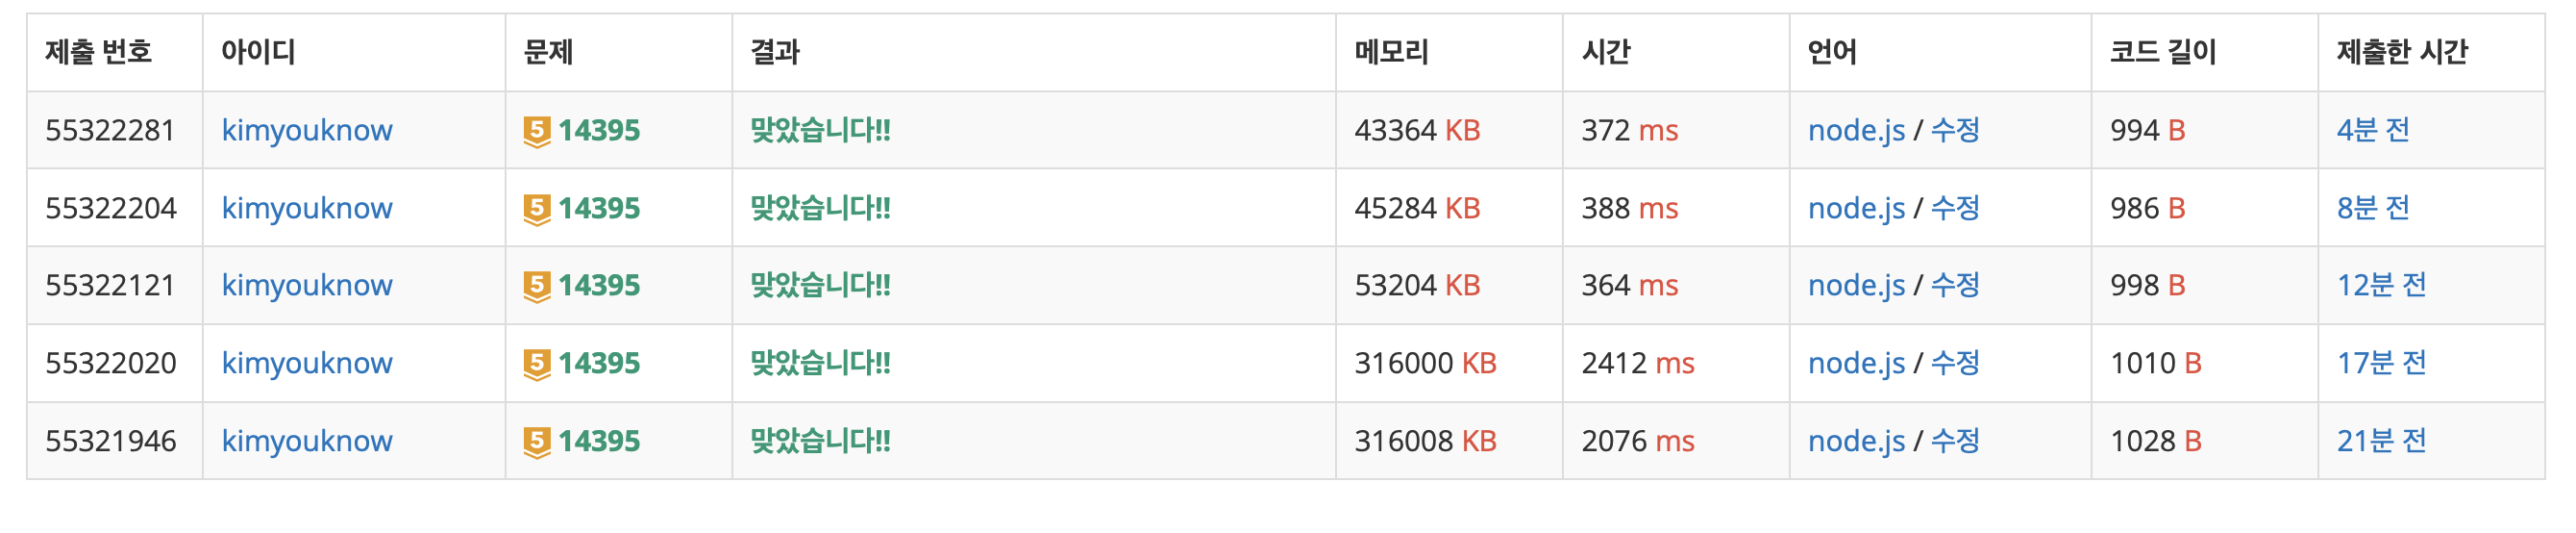 제출 번호 아이디 문제 결과 메모리 시간 언어 코드 길이 제출한 시간
55322281 kimyouknow 5 14395 맞았습니다!! 43364 KB 372 ms node.js / 수정 994 B 4분 전
55322204 kimyouknow 5 14395 맞았습니다!! 45284 KB 388 ms node.js / 수정 986 B 8분 전
55322121 kimyouknow 5 14395 맞았습니다!! 53204 KB 364 ms node.js / 수정 998 B 12분 전
55322020 kimyouknow 5 14395 맞았습니다!! 316000 KB 2412 ms node.js / 수정 1010 B 17분 전
55321946 kimyouknow 5 14395 맞았습니다!! 316008 KB 2076 ms node.js / 수정 1028 B 21분 전